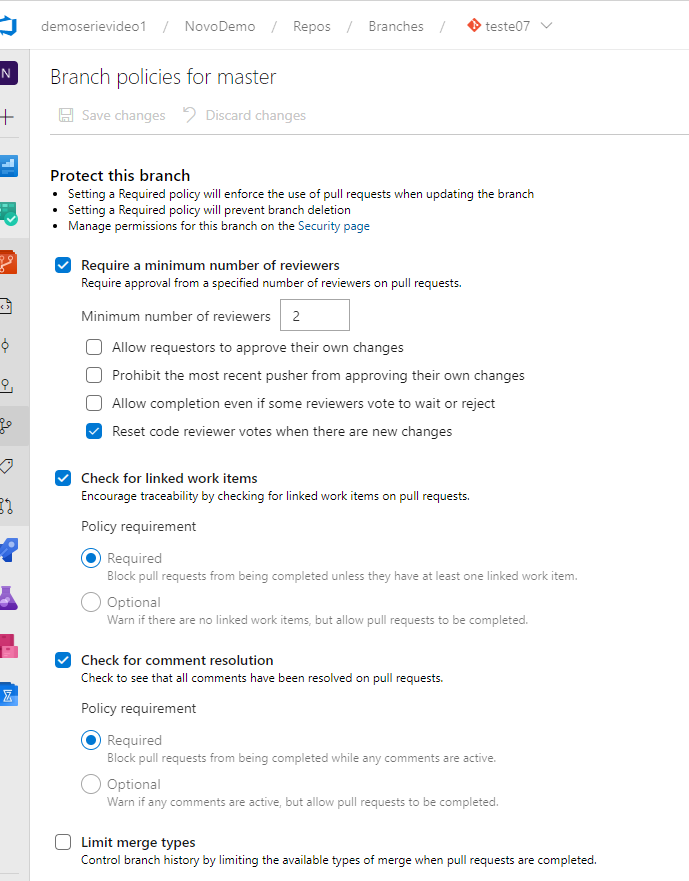 demoserievideo1 / NovoDemo / Repos / Branches / teste07
N
Branch policies for master
Save changes Discard changes
Protect this branch
• Setting a Required policy will enforce the use of pull requests when updating the branch
• Setting a Required policy will prevent branch deletion
• Manage permissions for this branch on the Security page
Require a minimum number of reviewers
Require approval from a specified number of reviewers on pull requests.
Minimum number of reviewers 2
Allow requestors to approve their own changes
Prohibit the most recent pusher from approving their own changes
Allow completion even if some reviewers vote to wait or reject
Reset code reviewer votes when there are new changes
Check for linked work items
Encourage traceability by checking for linked work items on pull requests.
Policy requirement
Required
Block pull requests from being completed unless they have at least one linked work item.
Optional
Warn if there are no linked work items, but allow pull requests to be completed.
Check for comment resolution
Check to see that all comments have been resolved on pull requests.
Policy requirement
Required
Block pull requests from being completed while any comments are active.
Optional
Warn if any comments are active, but allow pull requests to be completed.
Limit merge types
Control branch history by limiting the available types of merge when pull requests are completed.